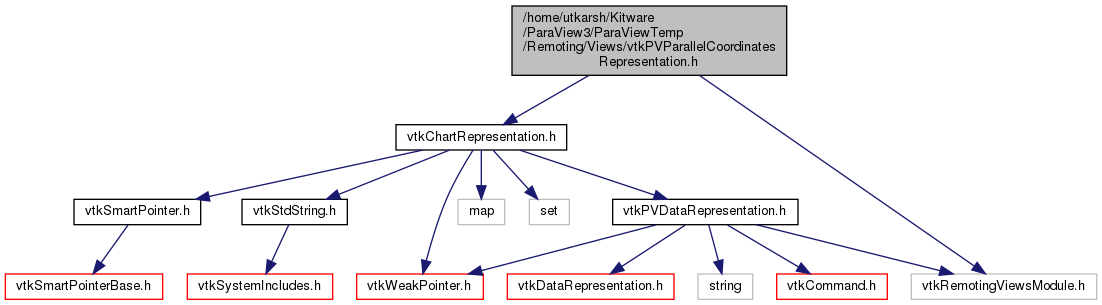 /home/utkarsh/Kitware
/ParaView3/ParaViewTemp
/Remoting/Views/vtkPVParallelCoordinates
Representation.h
vtkChartRepresentation.h
vtkSmartPointer.h
vtkStdString.h
map
set
vtkPVDataRepresentation.h
vtkSmartPointerBase.h
vtkSystemIncludes.h
vtkWeakPointer.h
vtkDataRepresentation.h
string
vtkCommand.h
vtkRemotingViewsModule.h